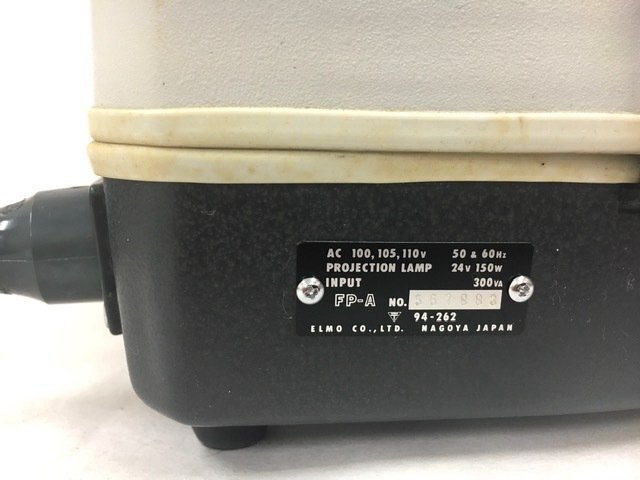 AC 100,105,110V 50 & 60Hz
PROJECTION LAMP 24V 150W
INPUT 300VA
FP-A NO.
94-262
ELMO CO.,LTD. NAGOYA JAPAN